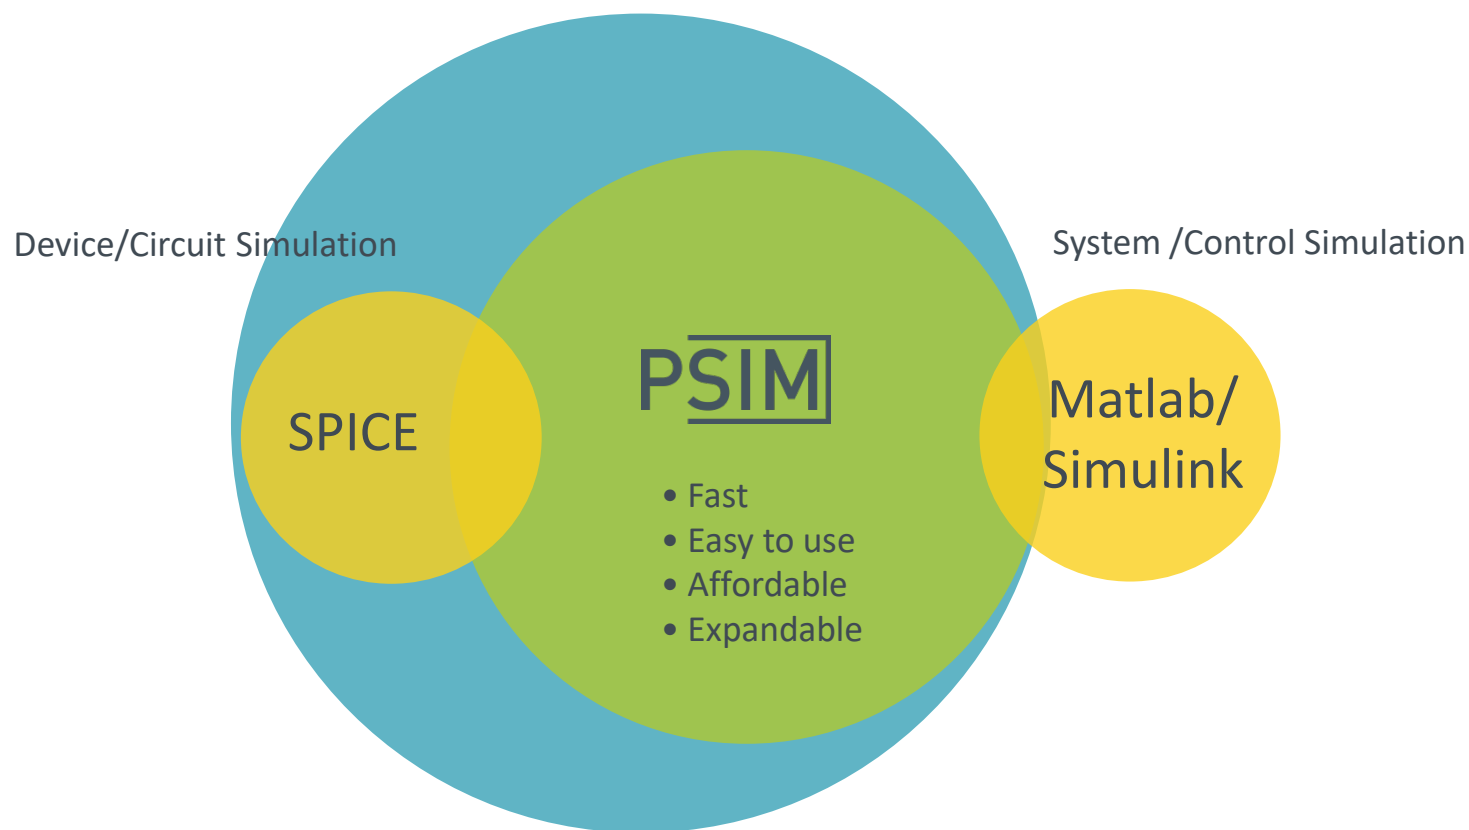 Device/Circuit Simulation
System /Control Simulation
SPICE
PSIM
• Fast
• Easy to use
• Affordable
• Expandable
Matlab/
Simulink